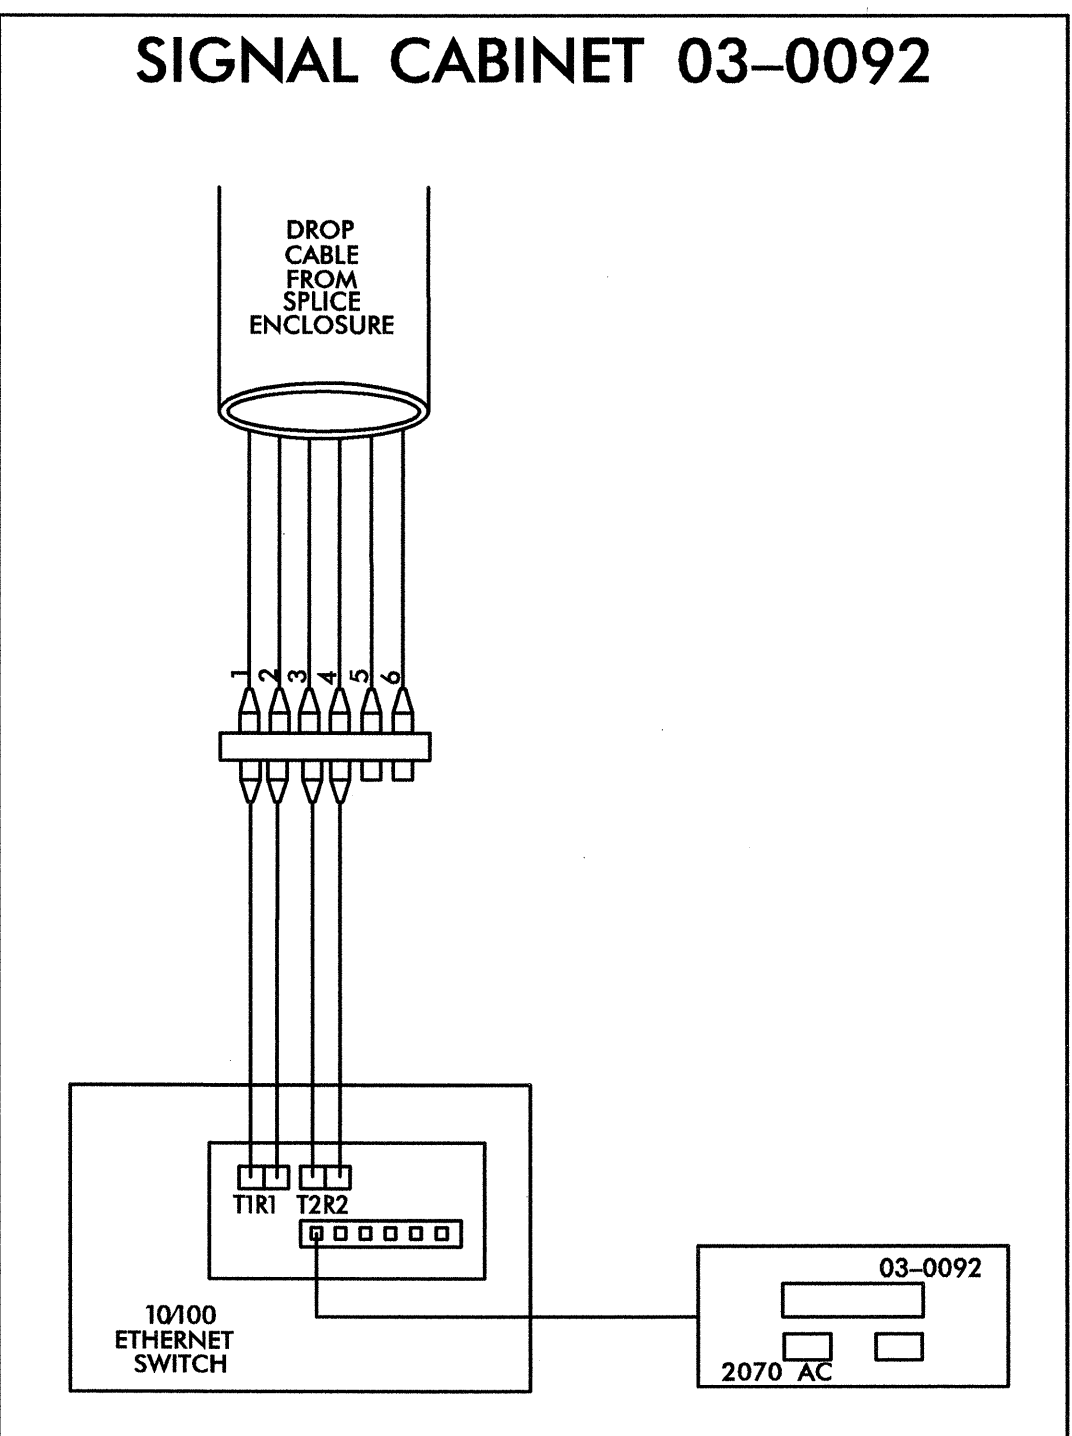 SIGNAL CABINET 03-0092
DROP
CABLE
FROM
SPLICE
ENCLOSURE
1 2 3 4 5 6
T1R1 T2R2
10/100
ETHERNET
SWITCH
03-0092
2070 AC